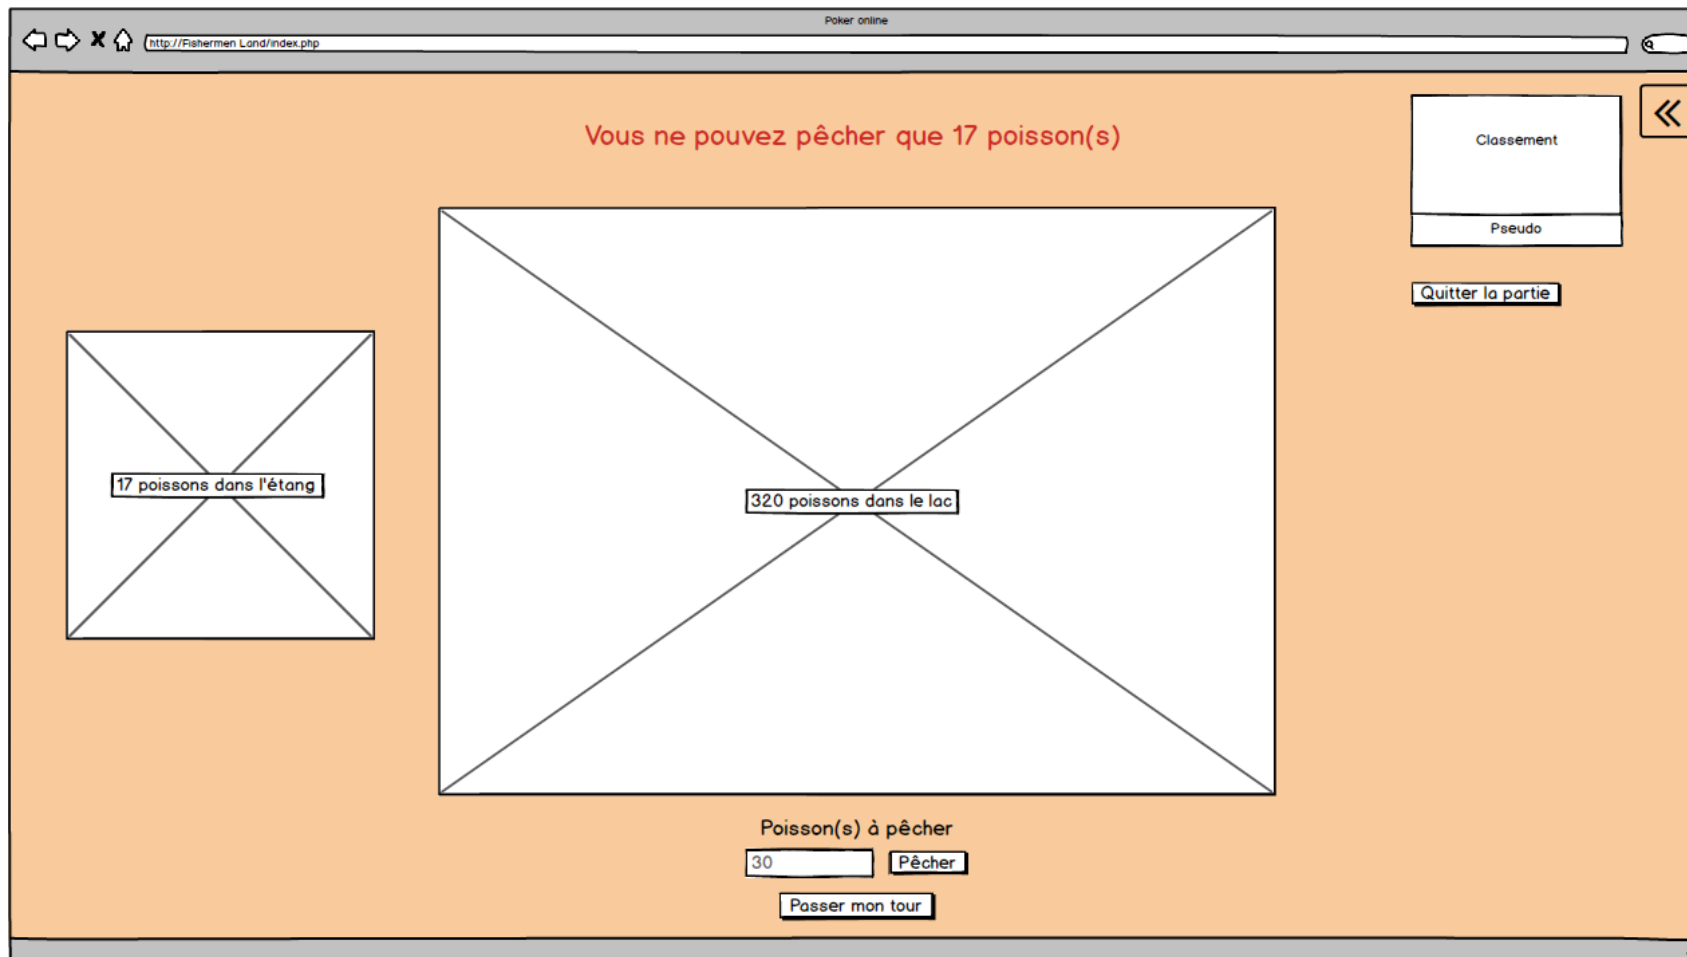 Poker online
http://Fishermen Land/index.php
Vous ne pouvez pêcher que 17 poisson(s)
Classement
Pseudo
Quitter la partie
17 poissons dans l'étang
320 poissons dans le lac
Poisson(s) à pêcher
30
Pêcher
Passer mon tour